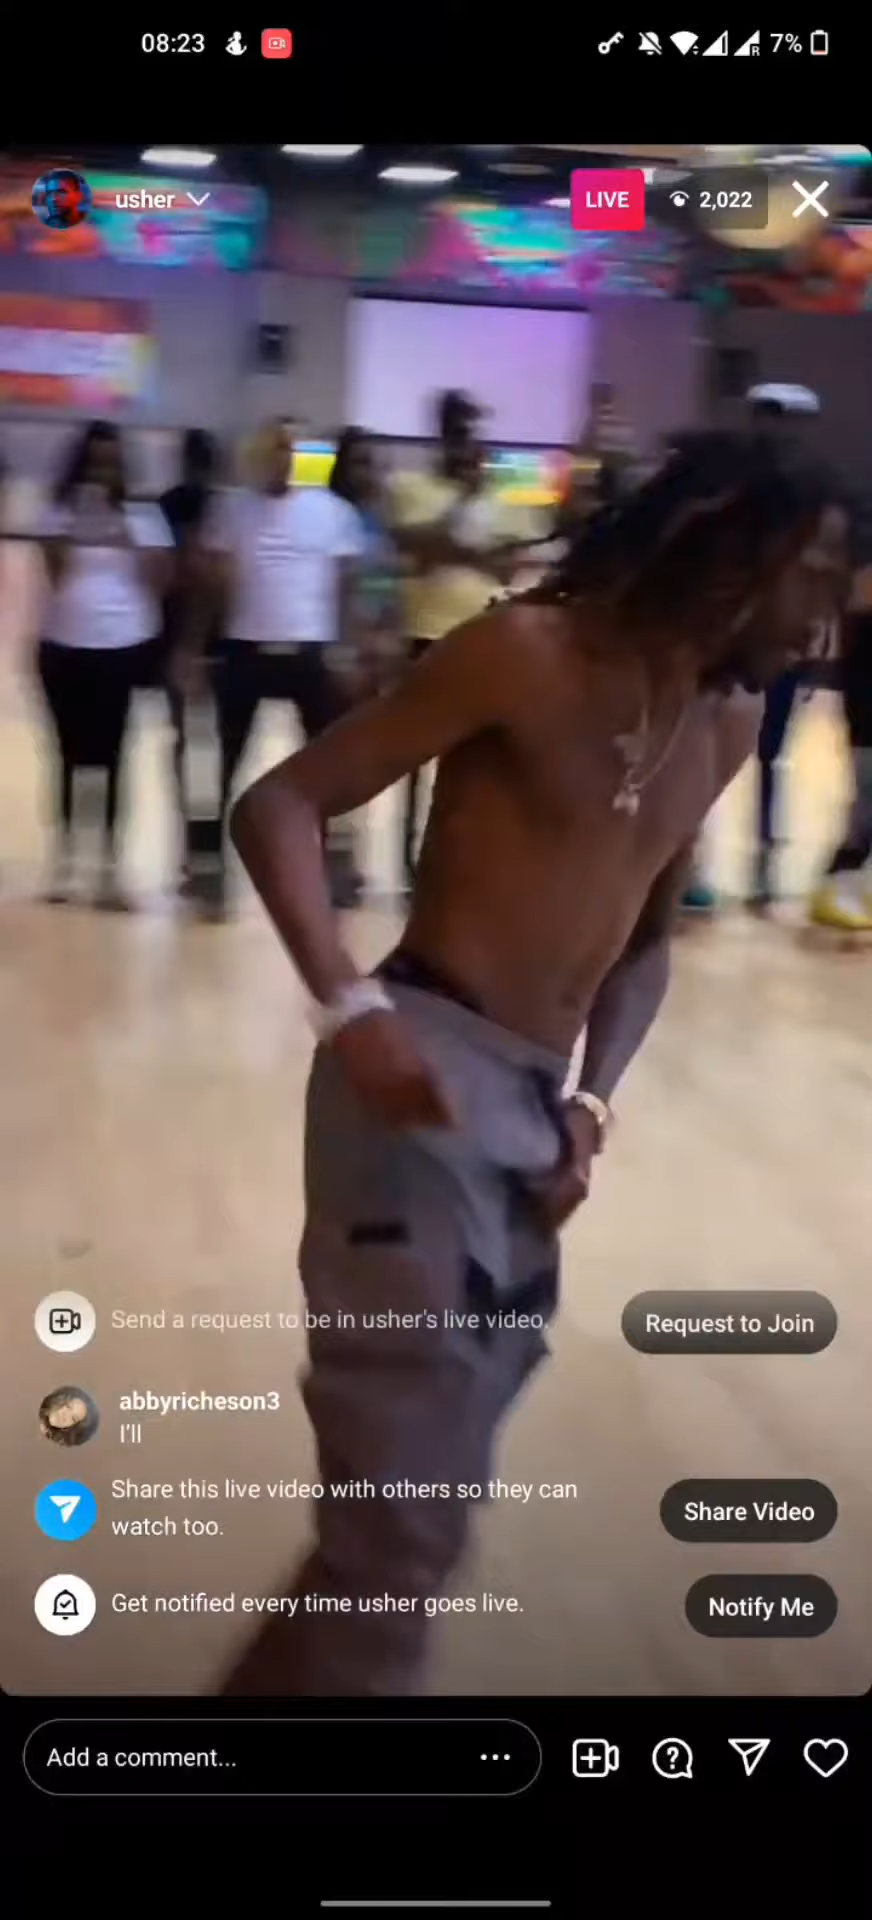 08:23
7%
usher
LIVE
2,022
Send a request to be in usher's live video.
Request to Join
abbyricheson3
I'll
Share this live video with others so they can
watch too.
Share Video
Get notified every time usher goes live.
Notify Me
Add a comment...